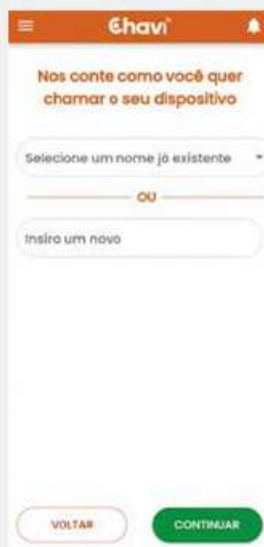 Chavi
Nos conte como você quer
chamar o seu dispositivo
Selecione um nome já existente
OU
Insiro um novo
VOLTAR
CONTINUAR